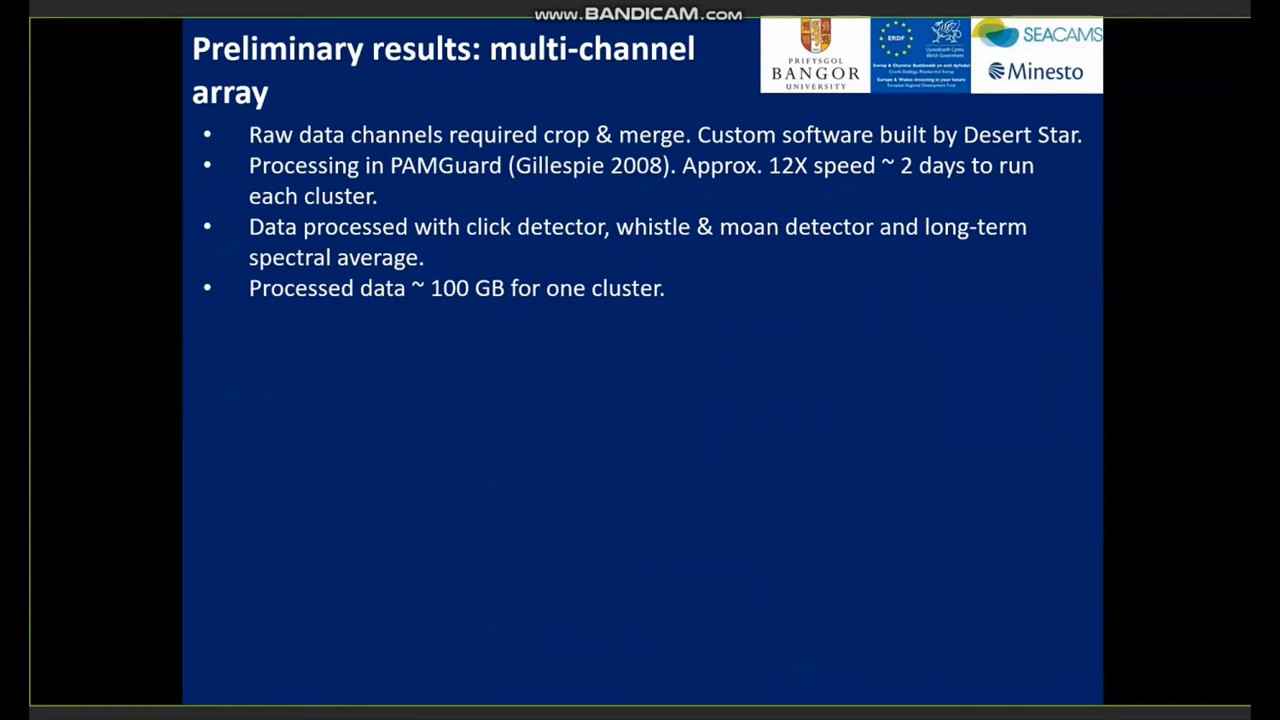 www.BANDICAM.com
Preliminary results: multi-channel
array
PRIFYSGOL
BANGOR
UNIVERSITY
ERDF
SEACAMS
Minesto
• Raw data channels required crop & merge. Custom software built by Desert Star.
• Processing in PAMGuard (Gillespie 2008). Approx. 12X speed ~ 2 days to run
each cluster.
• Data processed with click detector, whistle & moan detector and long-term
spectral average.
• Processed data ~ 100 GB for one cluster.